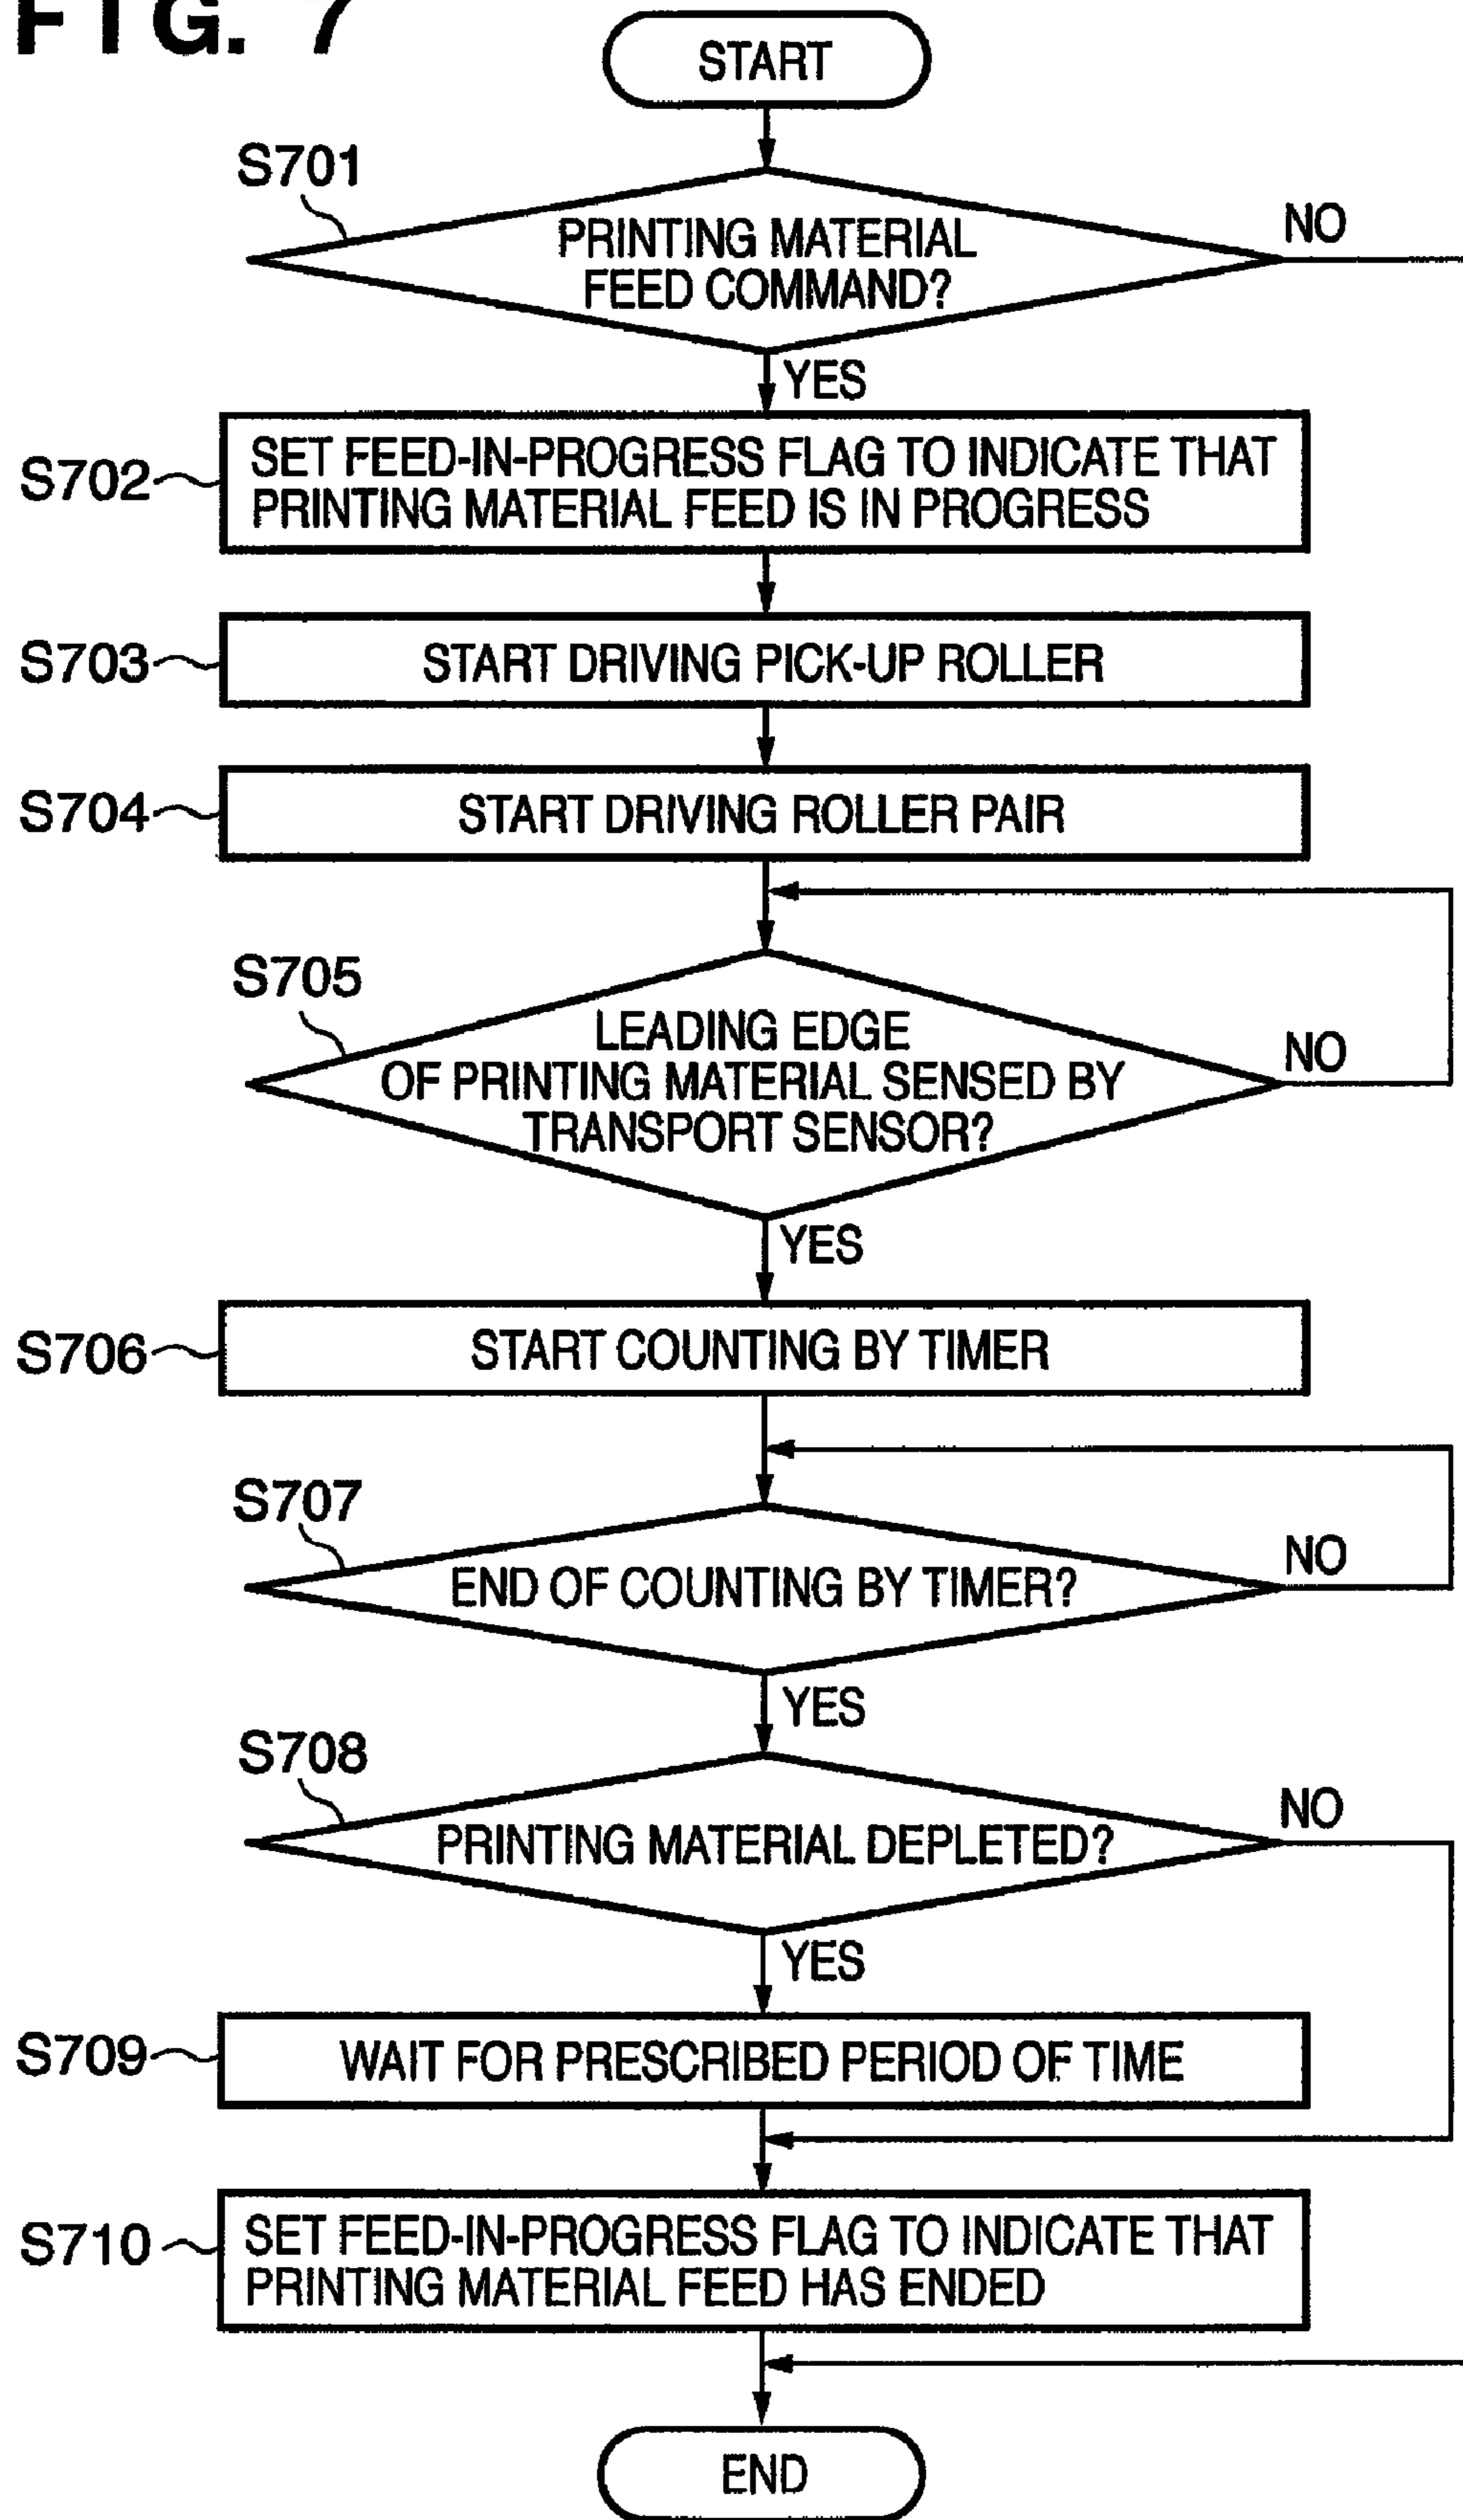 FIG. 7
START
S701
PRINTING MATERIAL
FEED COMMAND?
NO
YES
S702
SET FEED-IN-PROGRESS FLAG TO INDICATE THAT
PRINTING MATERIAL FEED IS IN PROGRESS
S703
START DRIVING PICK-UP ROLLER
S704
START DRIVING ROLLER PAIR
S705
LEADING EDGE
OF PRINTING MATERIAL SENSED BY
TRANSPORT SENSOR?
NO
YES
S706
START COUNTING BY TIMER
S707
END OF COUNTING BY TIMER?
NO
YES
S708
PRINTING MATERIAL DEPLETED?
NO
YES
S709
WAIT FOR PRESCRIBED PERIOD OF TIME
S710
SET FEED-IN-PROGRESS FLAG TO INDICATE THAT
PRINTING MATERIAL FEED HAS ENDED
END